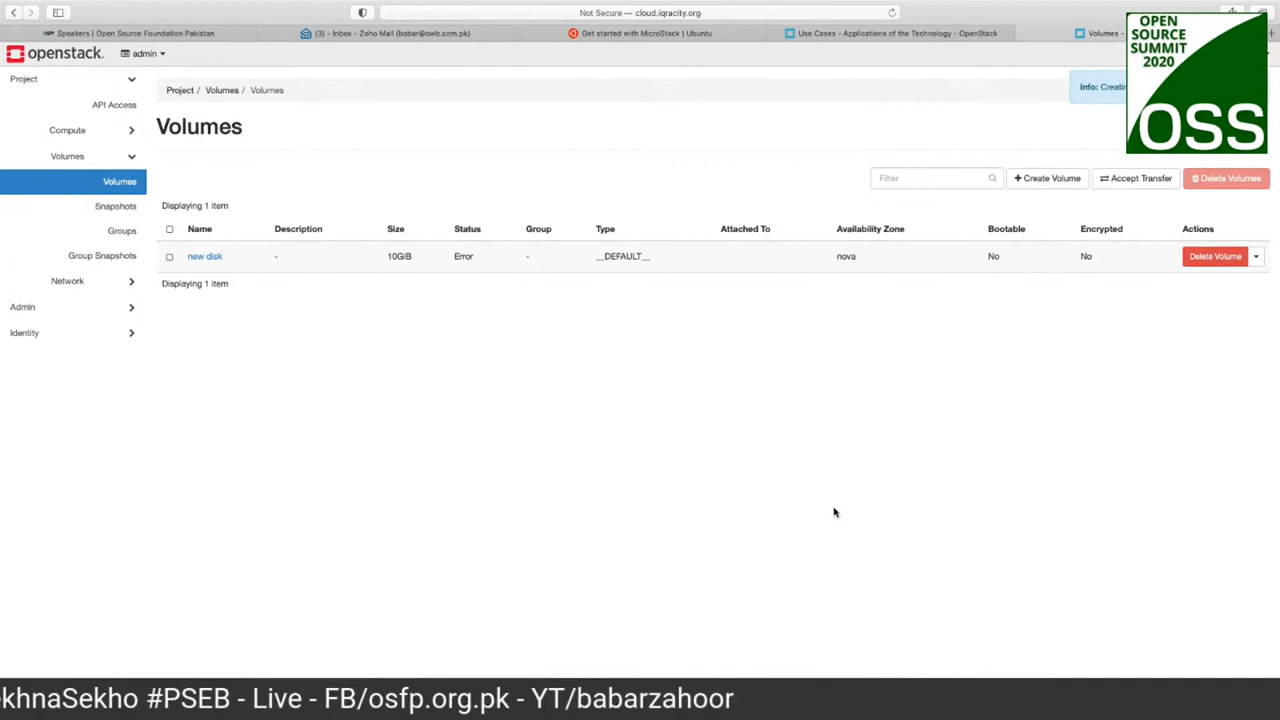 Not Secure — cloud.iqracity.org
Speakers | Open Source Foundation Pakistan
(3) - Inbox - Zoho Mail (babar@owb.com.pk)
Get started with MicroStack | Ubuntu
Use Cases - Applications of the Technology - OpenStack
Volumes -
openstack.
admin
OPEN
SOURCE
SUMMIT
2020
OSS
Project
API Access
Compute
Volumes
Volumes
Snapshots
Groups
Group Snapshots
Network
Admin
Identity
Project / Volumes / Volumes
Info: Creatin
Volumes
Filter
+ Create Volume
Accept Transfer
Delete Volumes
Displaying 1 item
Name Description Size Status Group Type Attached To Availability Zone Bootable Encrypted Actions
new disk - 10GiB Error - __DEFAULT__ nova No No Delete Volume
Displaying 1 item
ekhnaSekho #PSEB - Live - FB/osfp.org.pk - YT/babarzahoor